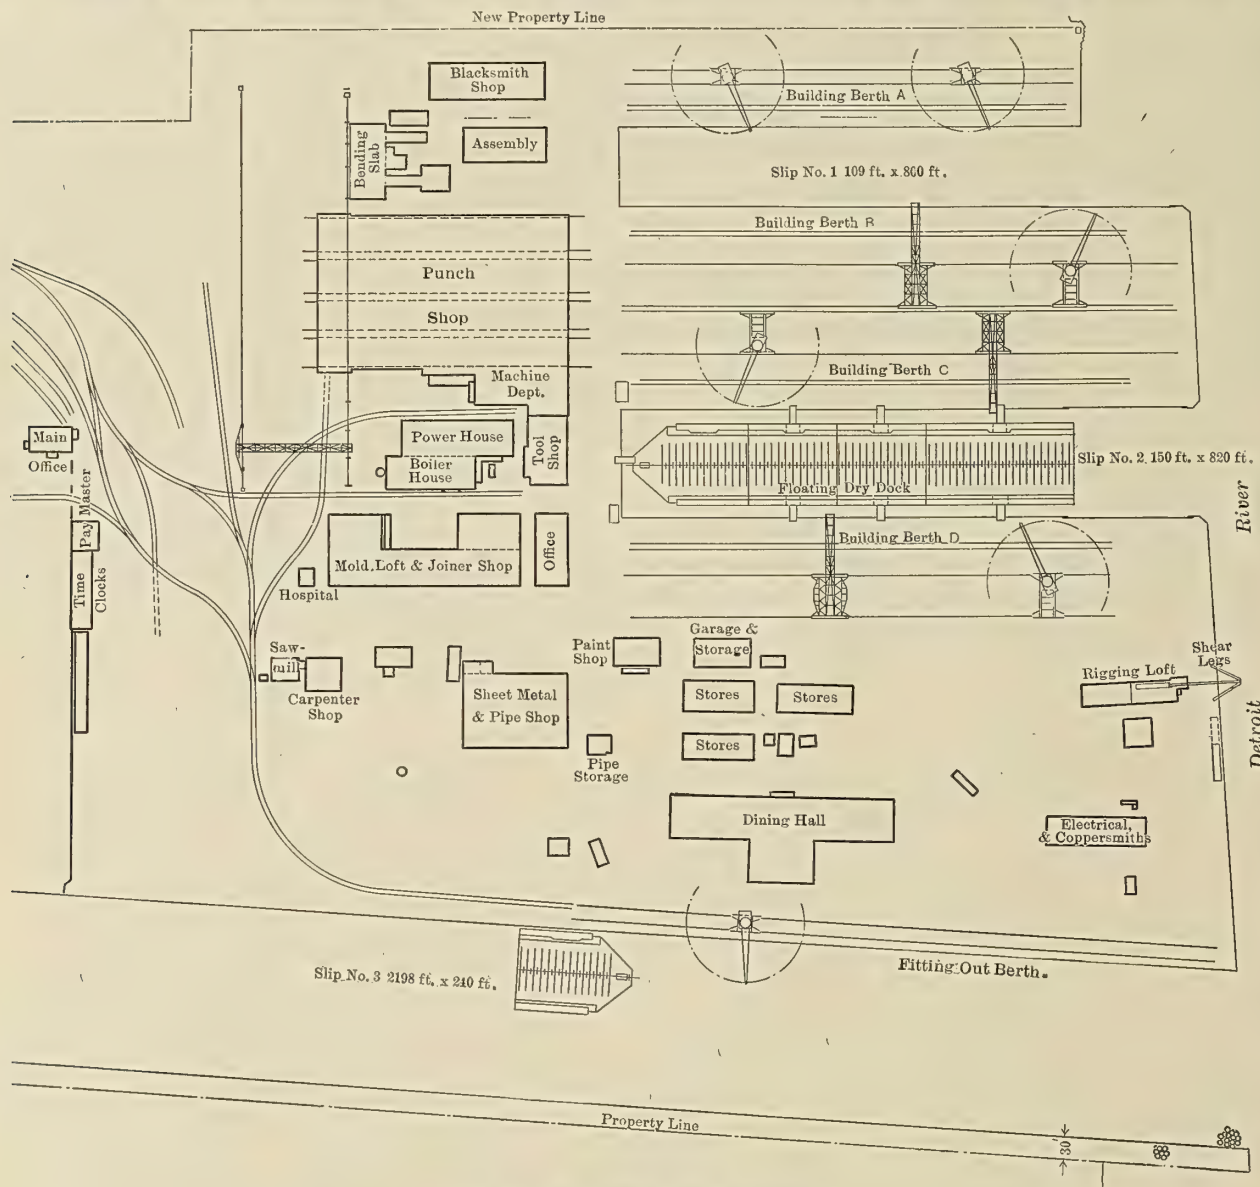 New Property Line
Blacksmith
Shop
Building Berth A
Assembly
Bending
Slab
Slip No. 1 109 ft. x 800 ft.
Building Berth B
Punch
Shop
Building Berth C
Machine
Dept.
Main
Office
Power House
Boiler
House
Tool
Shop
Slip No. 2 150 ft. x 820 ft.
Floating Dry Dock
River
Pay Master
Building Berth D
Mold Loft & Joiner Shop
Office
Time
Clocks
Hospital
Saw-
mill
Carpenter
Shop
Paint
Shop
Garage &
Storage
Shear
Legs
Rigging Loft
Sheet Metal
& Pipe Shop
Stores
Stores
Stores
Pipe
Storage
Detroit
Dining Hall
Electrical,
& Coppersmiths
Slip No. 3 2198 ft. x 240 ft.
Fitting Out Berth.
Property Line
30'